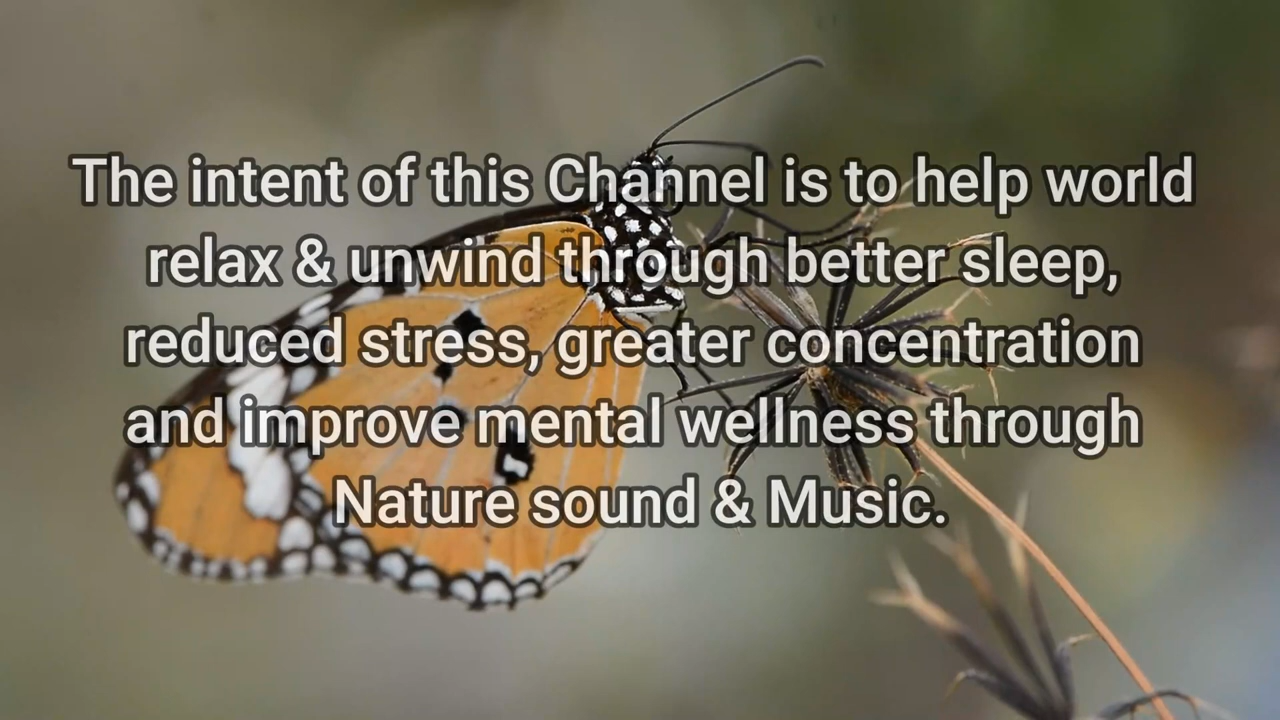 The intent of this Channel is to help world
relax & unwind through better sleep,
reduced stress, greater concentration
and improve mental wellness through
Nature sound & Music.